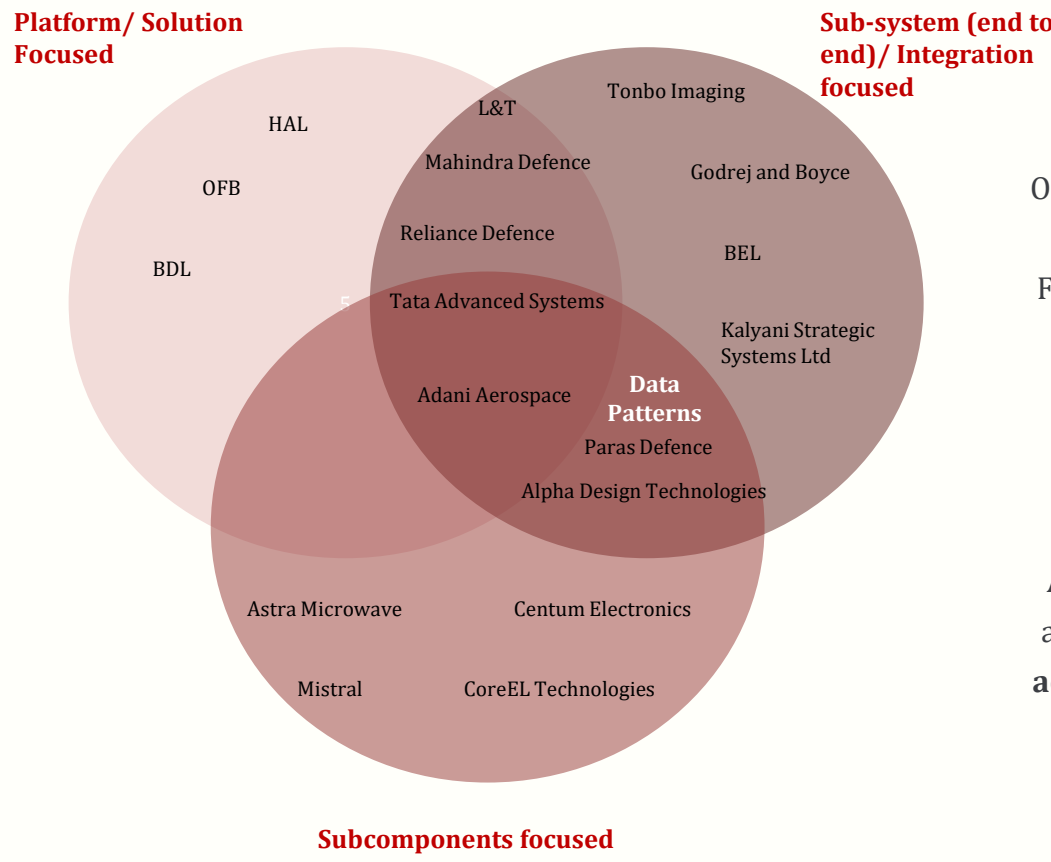 Platform/ Solution
Focused
Sub-system (end to
end)/ Integration
focused
L&T
Tonbo Imaging
HAL
Mahindra Defence
Godrej and Boyce
OFB
O
Reliance Defence
BEL
BDL
F
5
Tata Advanced Systems
Kalyani Strategic
Systems Ltd
Adani Aerospace
Data
Patterns
Paras Defence
Alpha Design Technologies
Astra Microwave
Centum Electronics
a
Mistral
CoreEL Technologies
a
Subcomponents focused